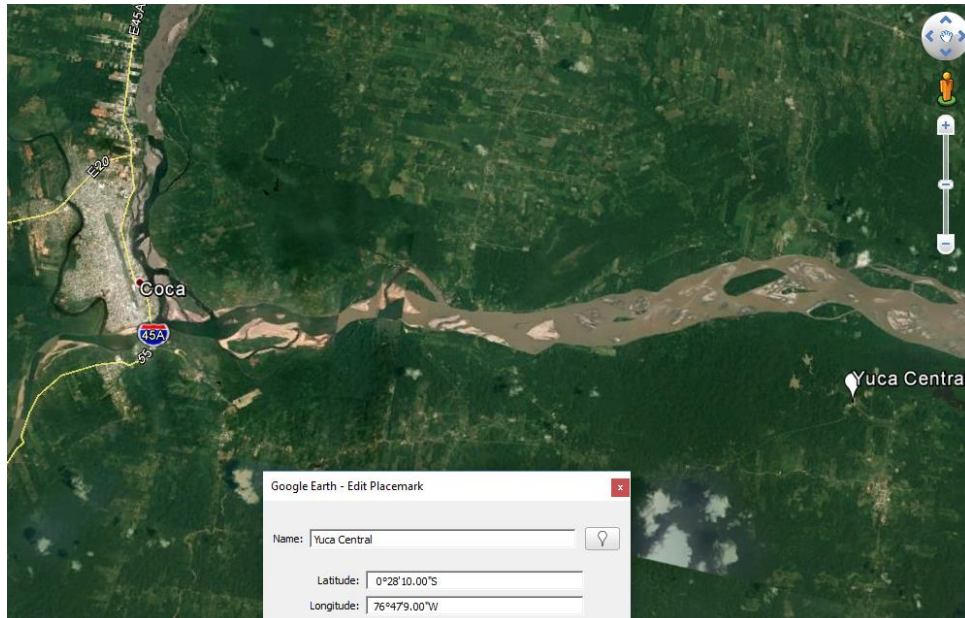 E45A
E-20
Coca
45A
55
Yuca Centra
Google Earth - Edit Placemark
x
Name: Yuca Central
Latitude: 0°28'10.00"S
Longitude: 76°47'9.00"W